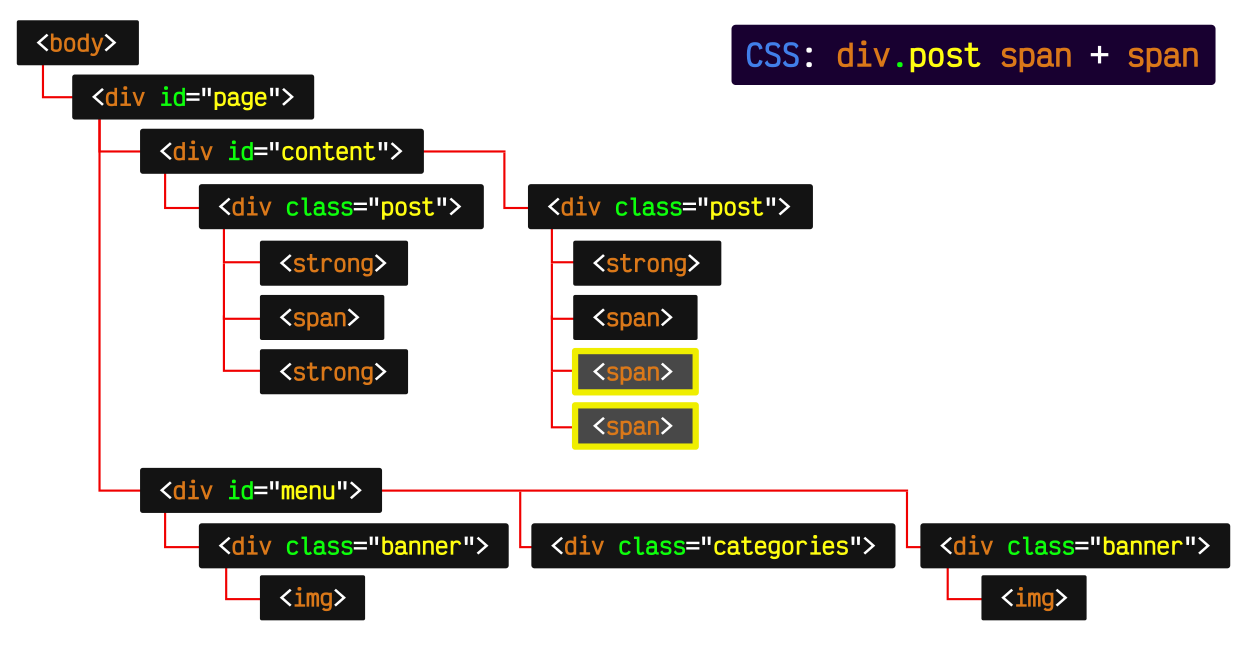 <body>
CSS: div.post span + span
<div id="page">
<div id="content">
<div class="post">
<strong>
<span>
<strong>
<div class="post">
<strong>
<span>
<span>
<span>
<div id="menu">
<div class="banner">
<img>
<div class="categories">
<div class="banner">
<img>